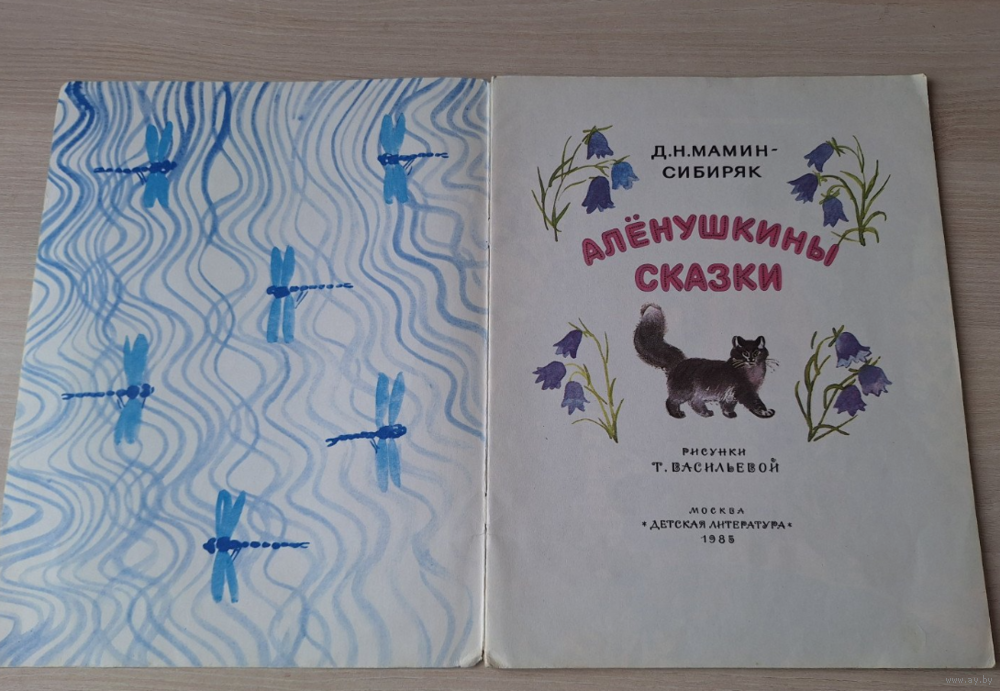 Д.Н.МАМИН-
СИБИРЯК
АЛЁНУШКИНЫ
СКАЗКИ
РИСУНКИ
Т. ВАСИЛЬЕВОЙ
МОСКВА
"ДЕТСКАЯ ЛИТЕРАТУРА"
1985
www.ay.by